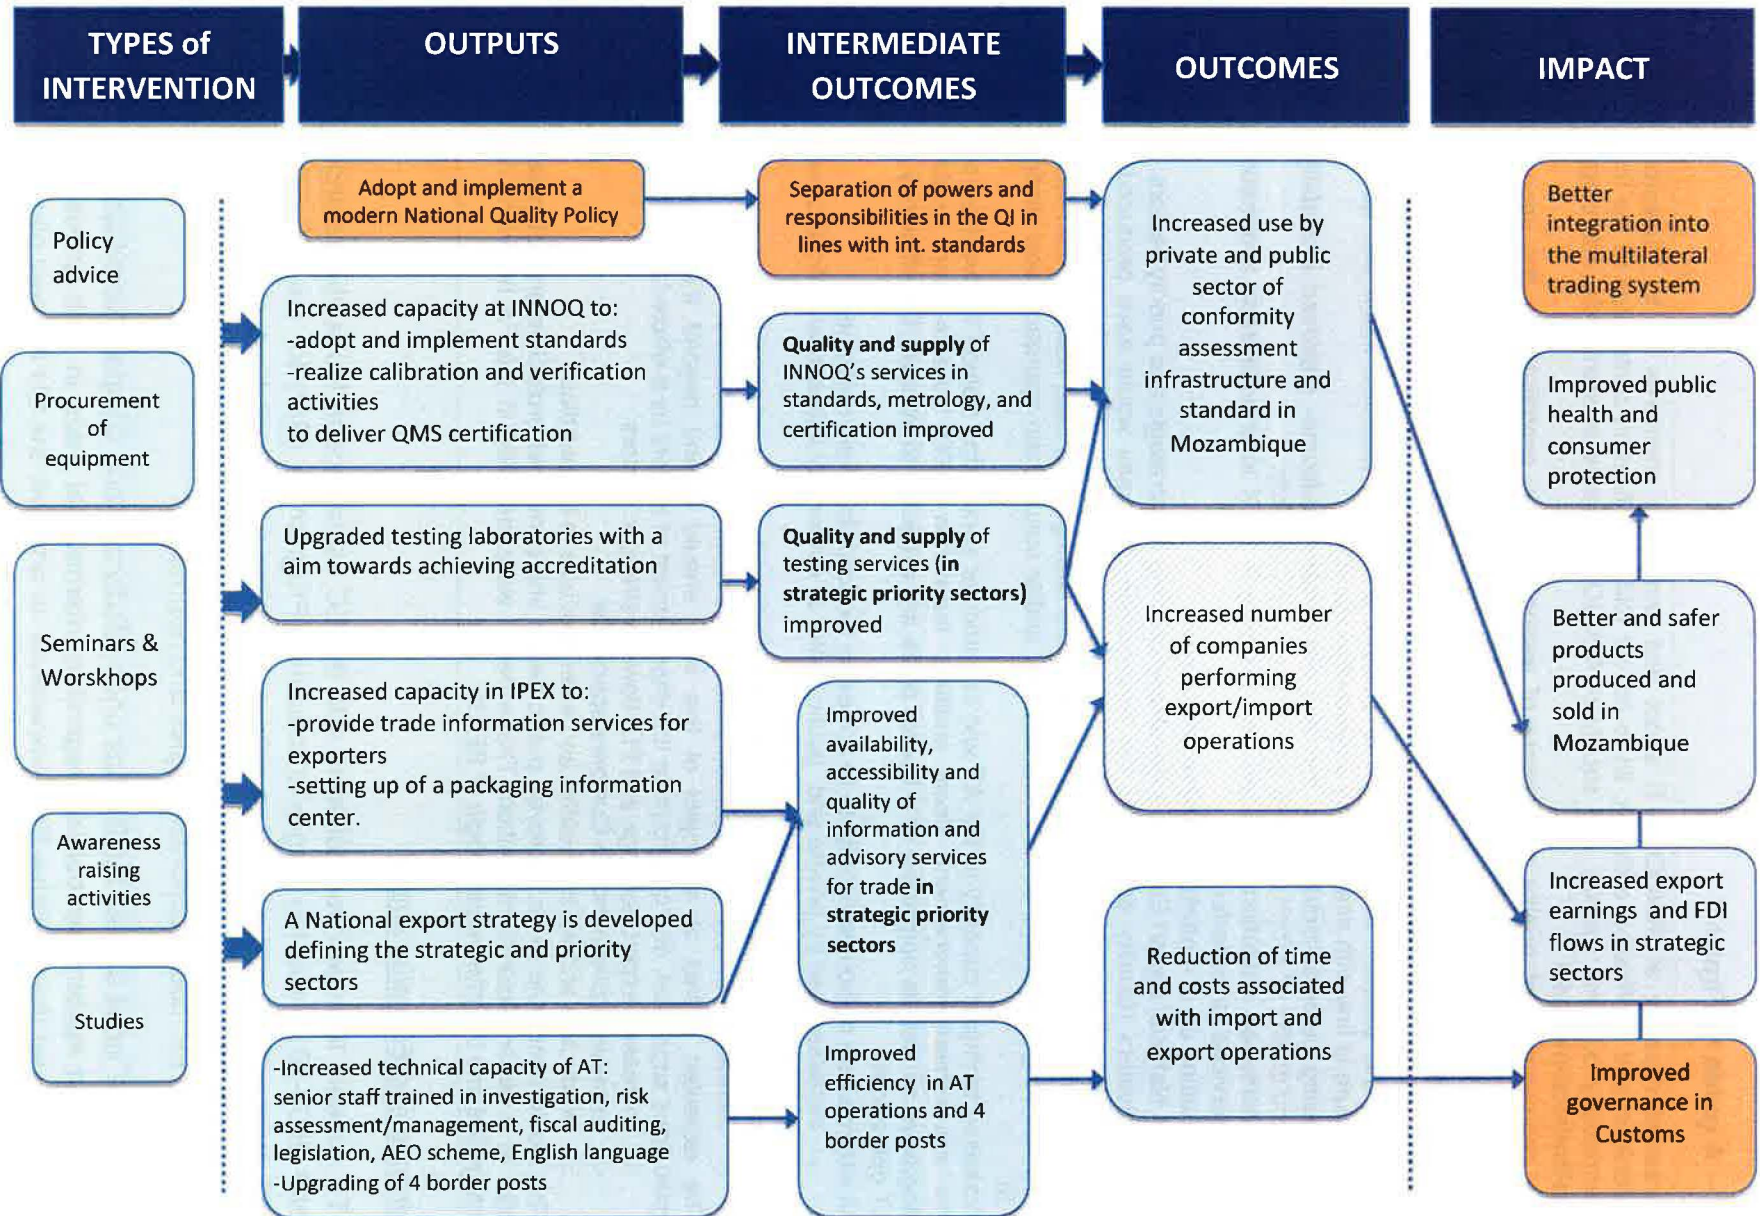 TYPES of
INTERVENTION
OUTPUTS
INTERMEDIATE
OUTCOMES
OUTCOMES
IMPACT
Policy
advice
Procurement
of
equipment
Seminars &
Worskhops
Awareness
raising
activities
Studies
Adopt and implement a
modern National Quality Policy
Increased capacity at INNOQ to:
-adopt and implement standards
-realize calibration and verification
activities
to deliver QMS certification
Upgraded testing laboratories with a
aim towards achieving accreditation
Increased capacity in IPEX to:
-provide trade information services for
exporters
-setting up of a packaging information
center.
A National export strategy is developed
defining the strategic and priority
sectors
-Increased technical capacity of AT:
senior staff trained in investigation, risk
assessment/management, fiscal auditing,
legislation, AEO scheme, English language
-Upgrading of 4 border posts
Separation of powers and
responsibilities in the QI in
lines with int. standards
Quality and supply of
INNOQ's services in
standards, metrology, and
certification improved
Quality and supply of
testing services (in
strategic priority sectors)
improved
Improved
availability,
accessibility and
quality of
information and
advisory services
for trade in
strategic priority
sectors
Improved
efficiency in AT
operations and 4
border posts
Increased use by
private and public
sector of
conformity
assessment
infrastructure and
standard in
Mozambique
Increased number
of companies
performing
export/import
operations
Reduction of time
and costs associated
with import and
export operations
Better
integration into
the multilateral
trading system
Improved public
health and
consumer
protection
Better and safer
products
produced and
sold in
Mozambique
Increased export
earnings and FDI
flows in strategic
sectors
Improved
governance in
Customs